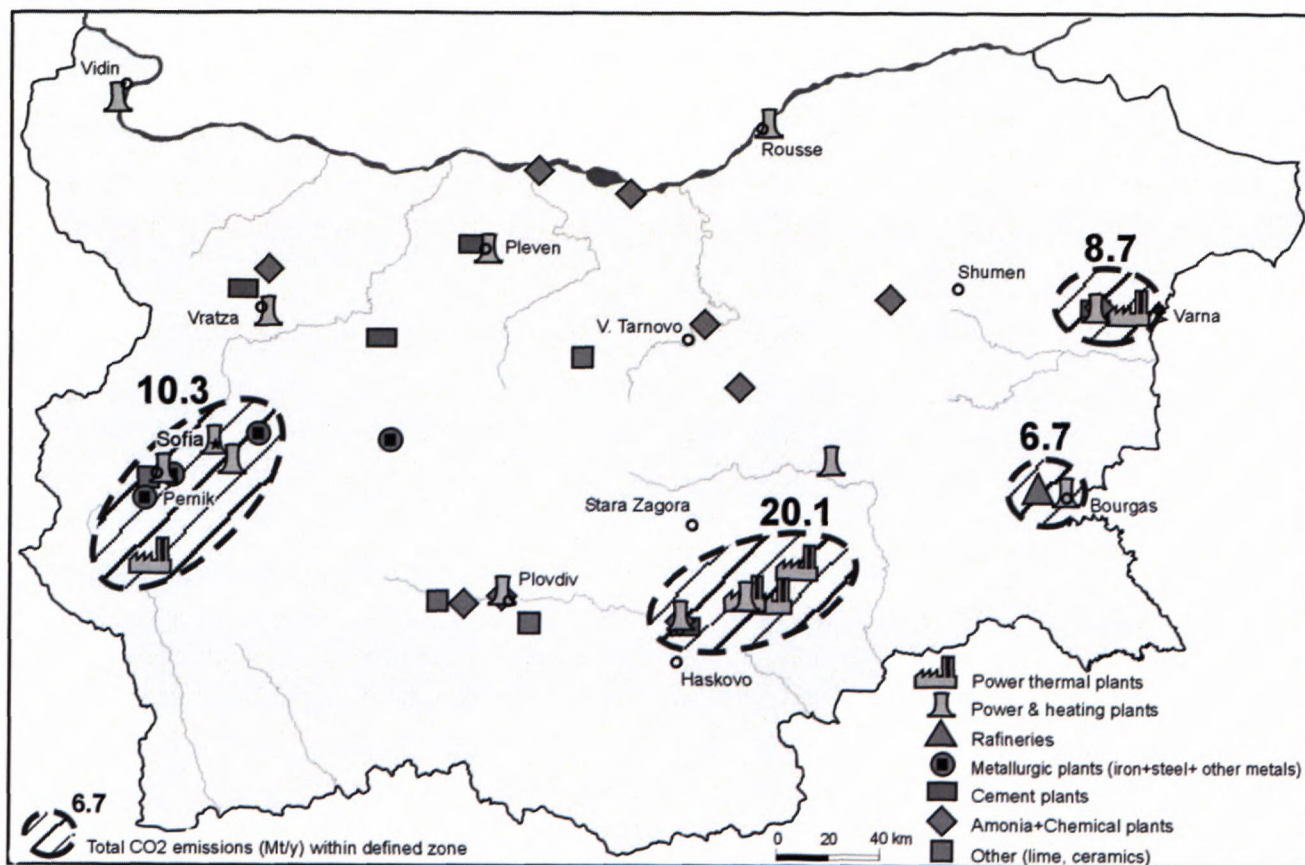 Vidin
Rousse
Pleven
Shumen
8.7
Vratza
V. Tarnovo
Varna
10.3
Sofia
6.7
Pernik
Stara Zagora
20.1
Bourgas
Plovdiv
Haskovo
Power thermal plants
Power & heating plants
Rafineries
Metallurgic plants (iron+steel+ other metals)
Cement plants
Amonia+Chemical plants
Other (lime, ceramics)
6.7
Total CO2 emissions (Mt/y) within defined zone
0 20 40 km